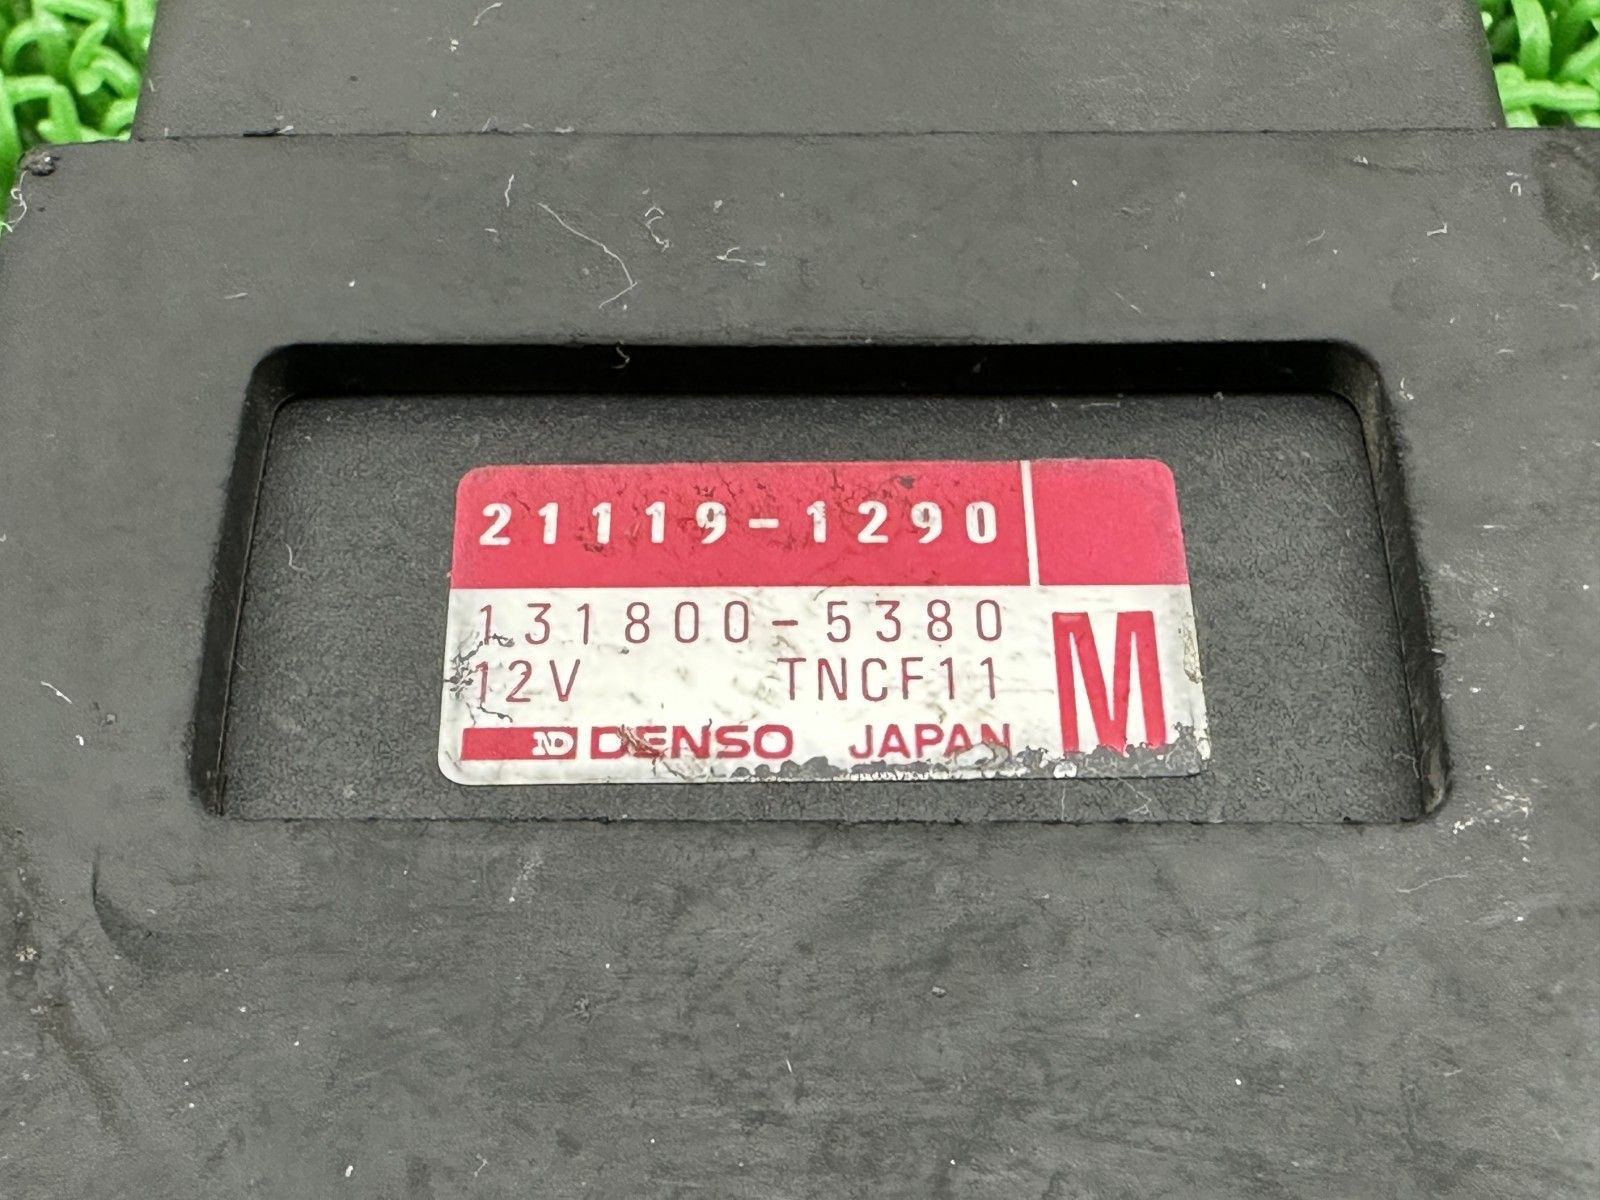 21119-1290
131800-5380
12V TNCF11
M
ND DENSO JAPAN